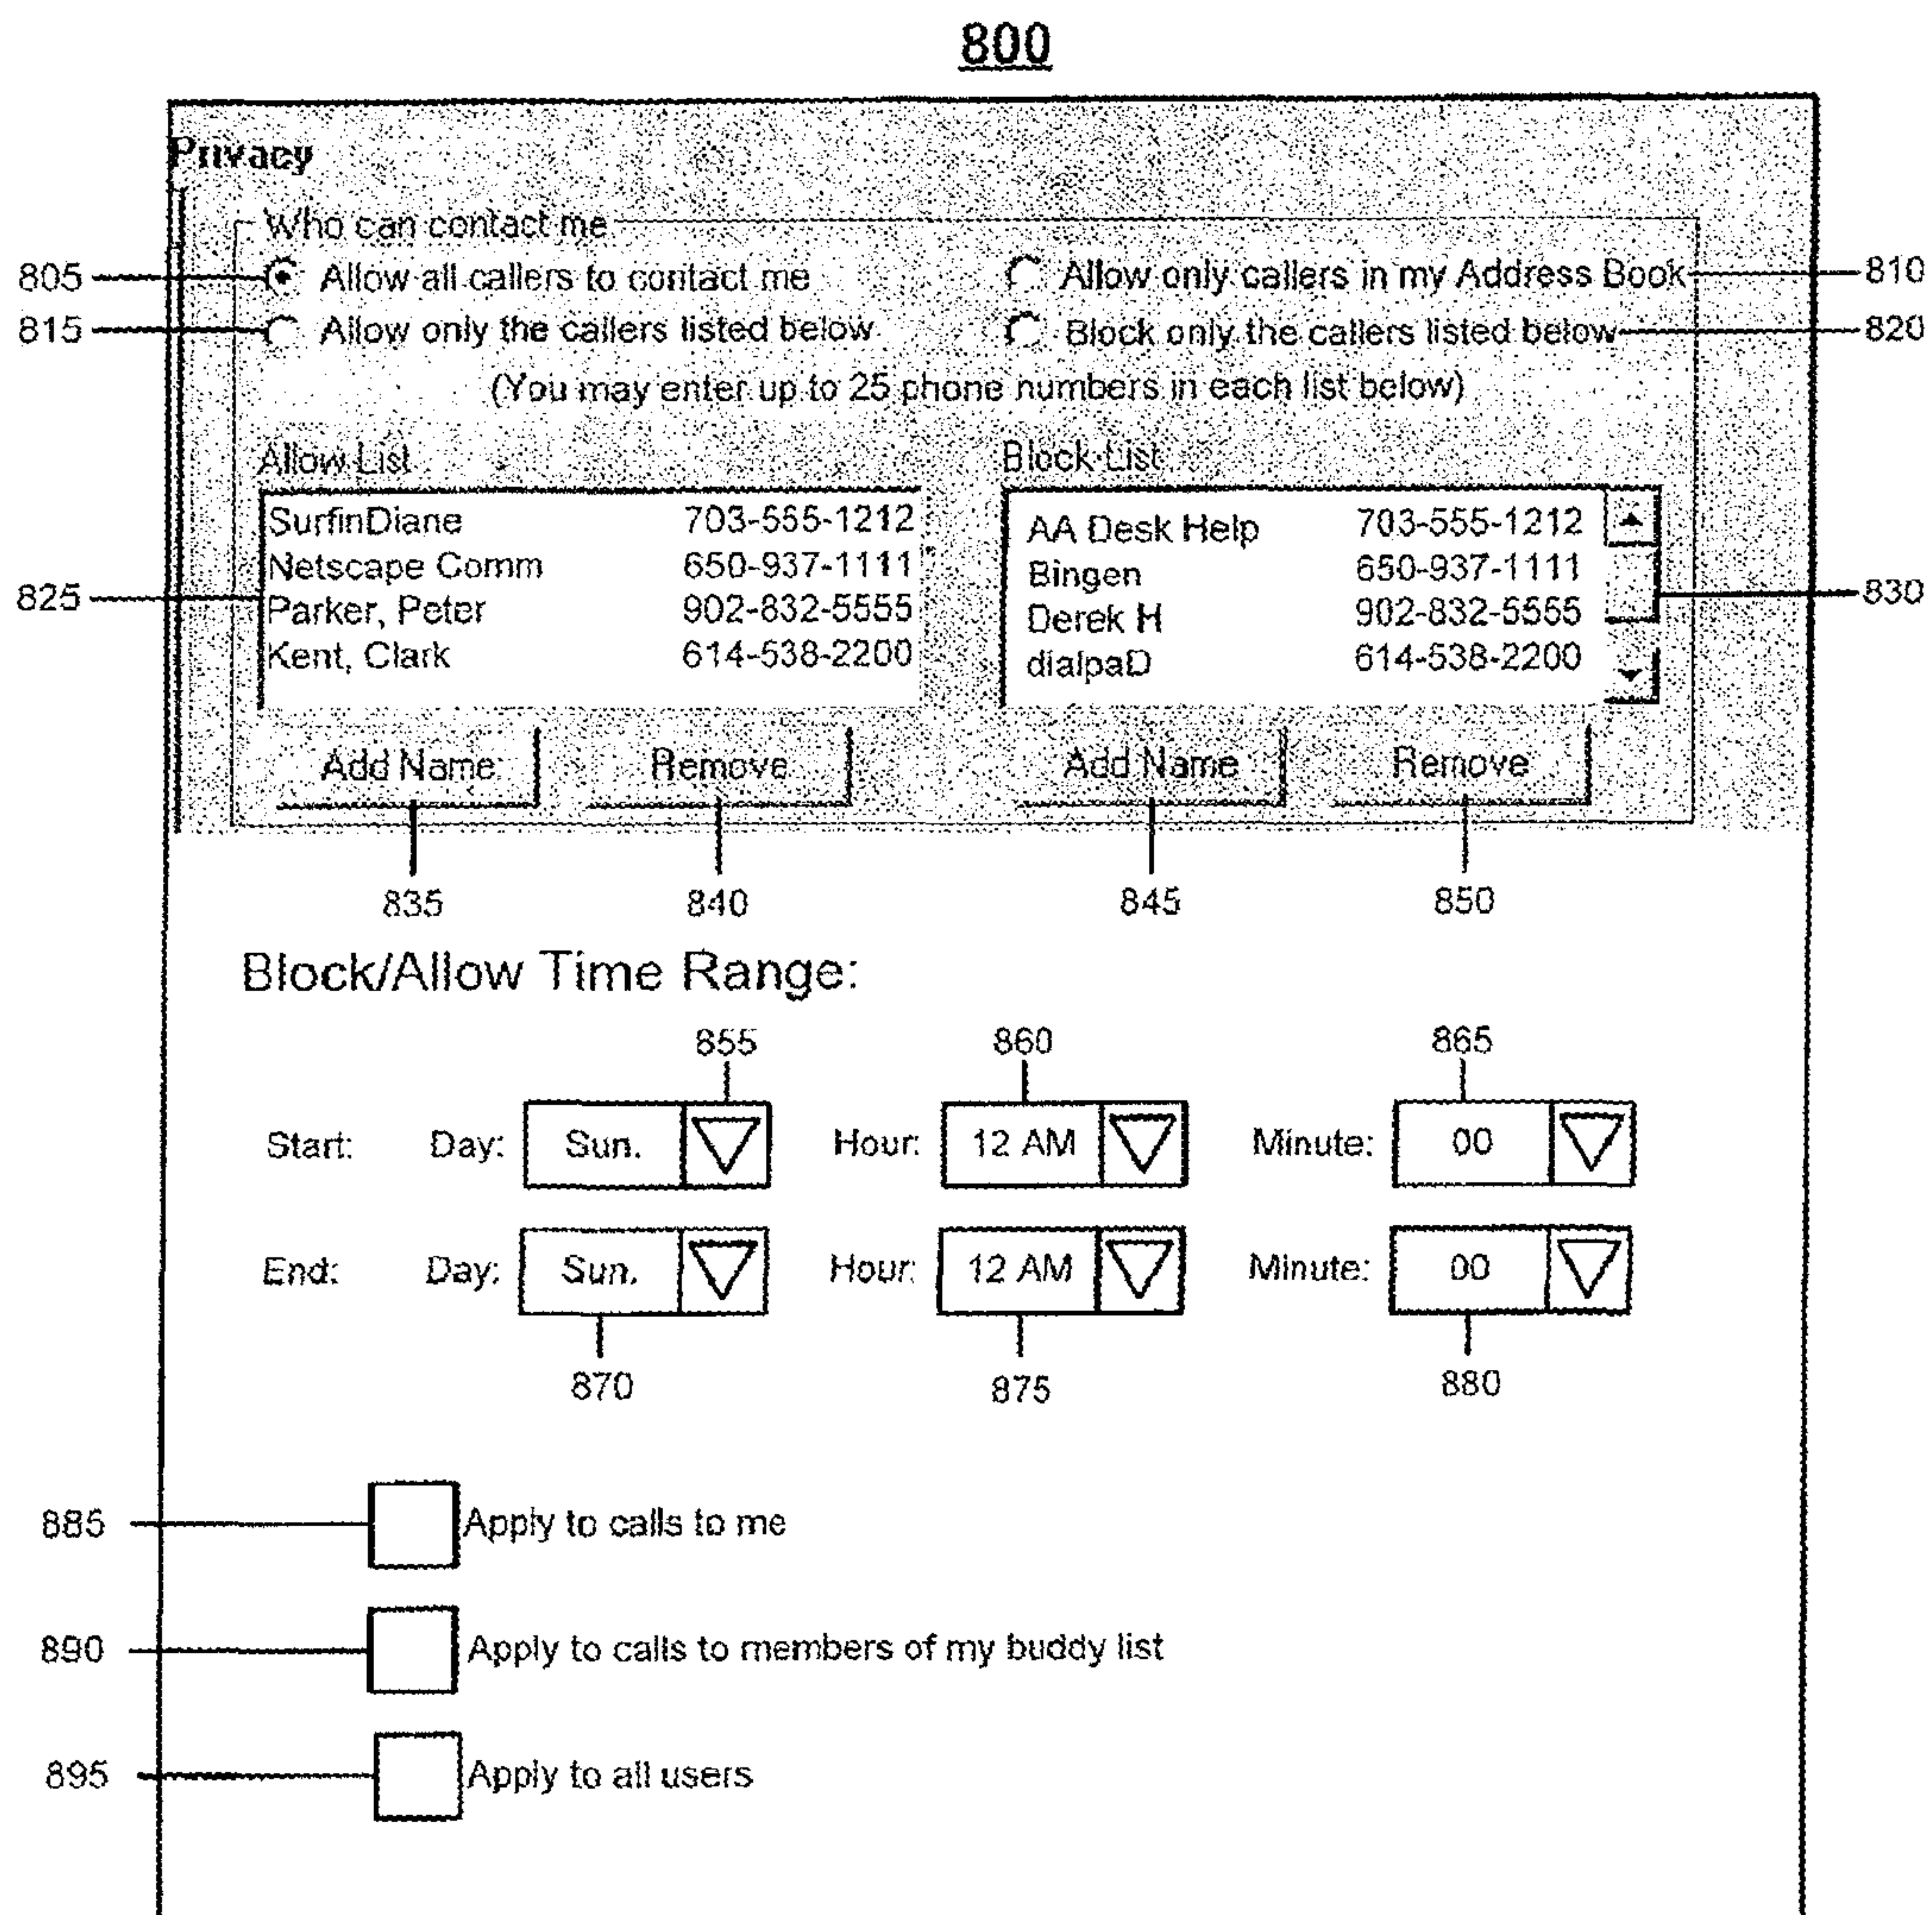 800
Privacy
Who can contact me
805 Allow all callers to contact me Allow only callers in my Address Book 810
815 Allow only the callers listed below Block only the callers listed below 820
(You may enter up to 25 phone numbers in each list below)
Allow List Block List
SurfinDiane 703-555-1212 AA Desk Help 703-555-1212
Netscape Comm 650-937-1111 Bingen 650-937-1111
825 Parker, Peter 902-832-5555 Derek H 902-832-5555 830
Kent, Clark 614-538-2200 dialpaD 614-538-2200
Add Name Remove Add Name Remove
835 840 845 850
Block/Allow Time Range:
855 860 865
Start: Day: Sun. Hour: 12 AM Minute: 00
End: Day: Sun. Hour: 12 AM Minute: 00
870 875 880
885 Apply to calls to me
890 Apply to calls to members of my buddy list
895 Apply to all users